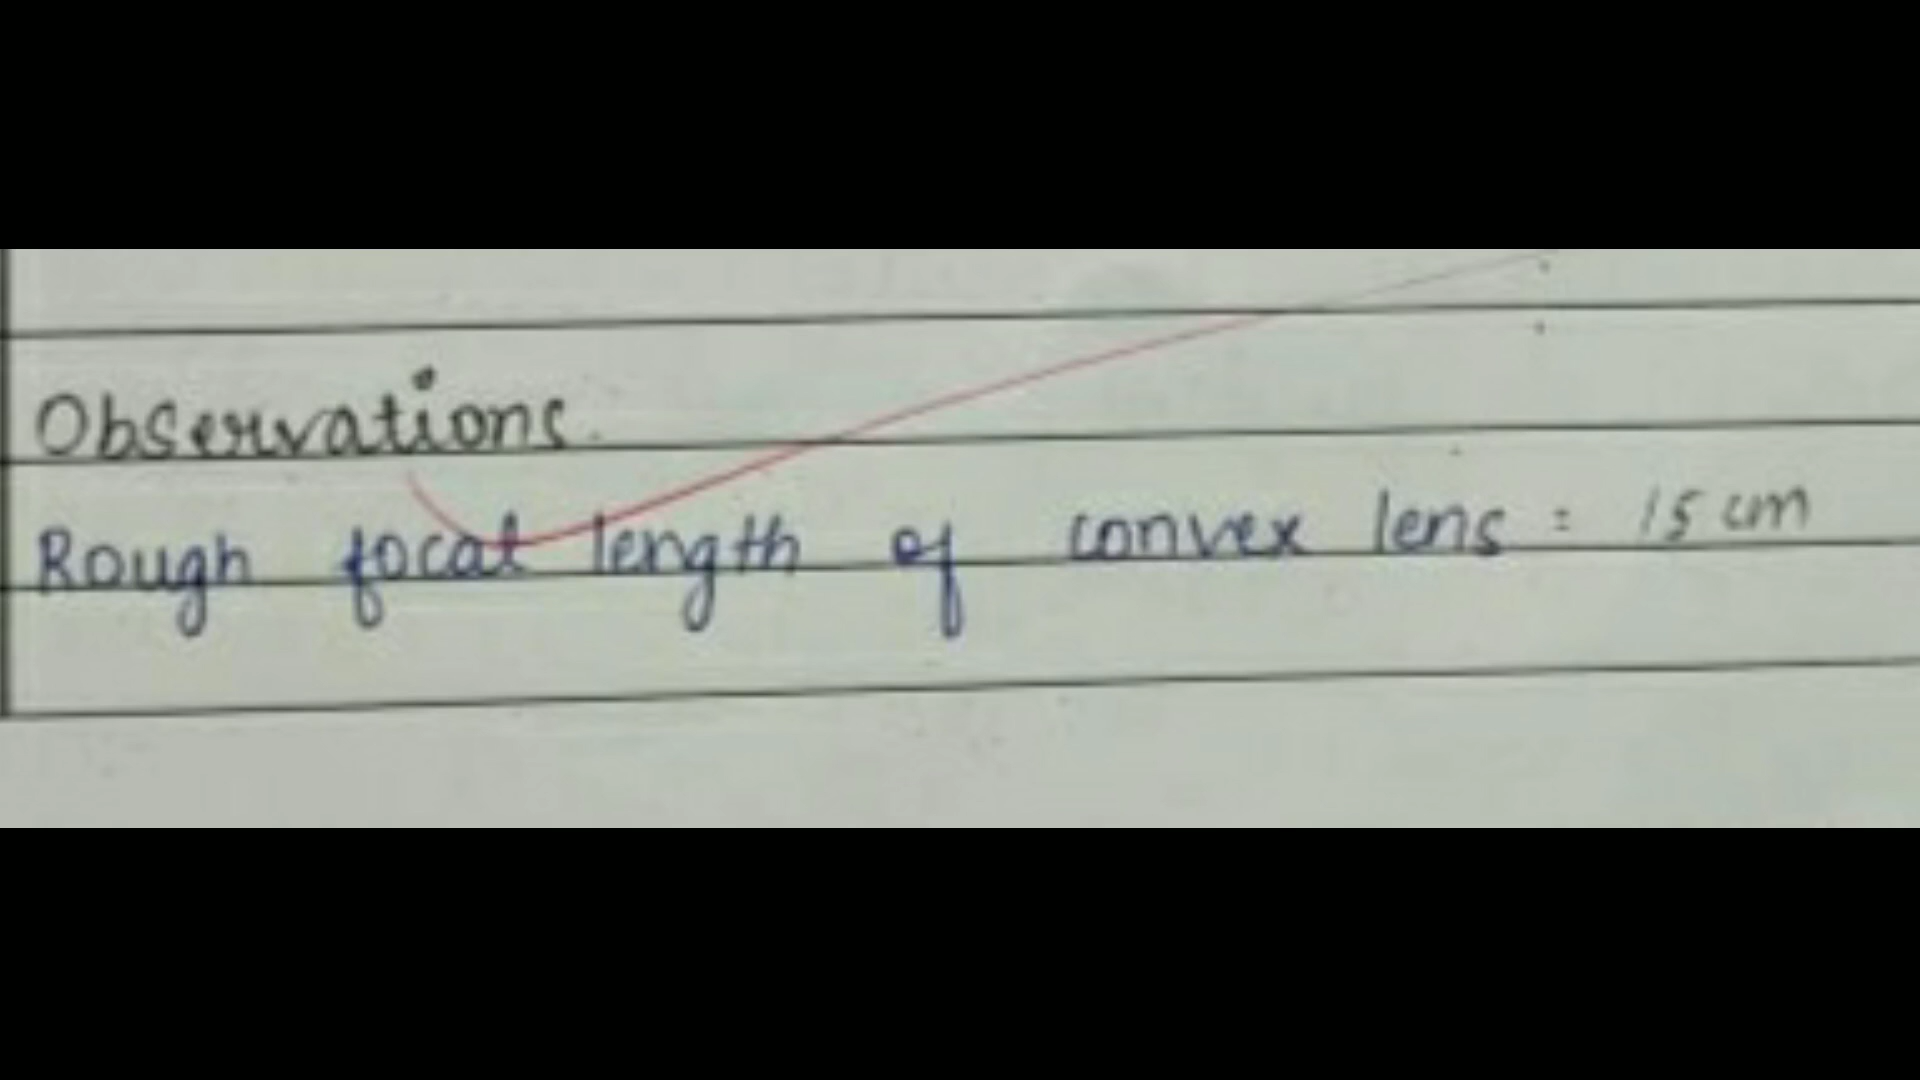 Observations.
Rough focal length of convex lens = 15 cm